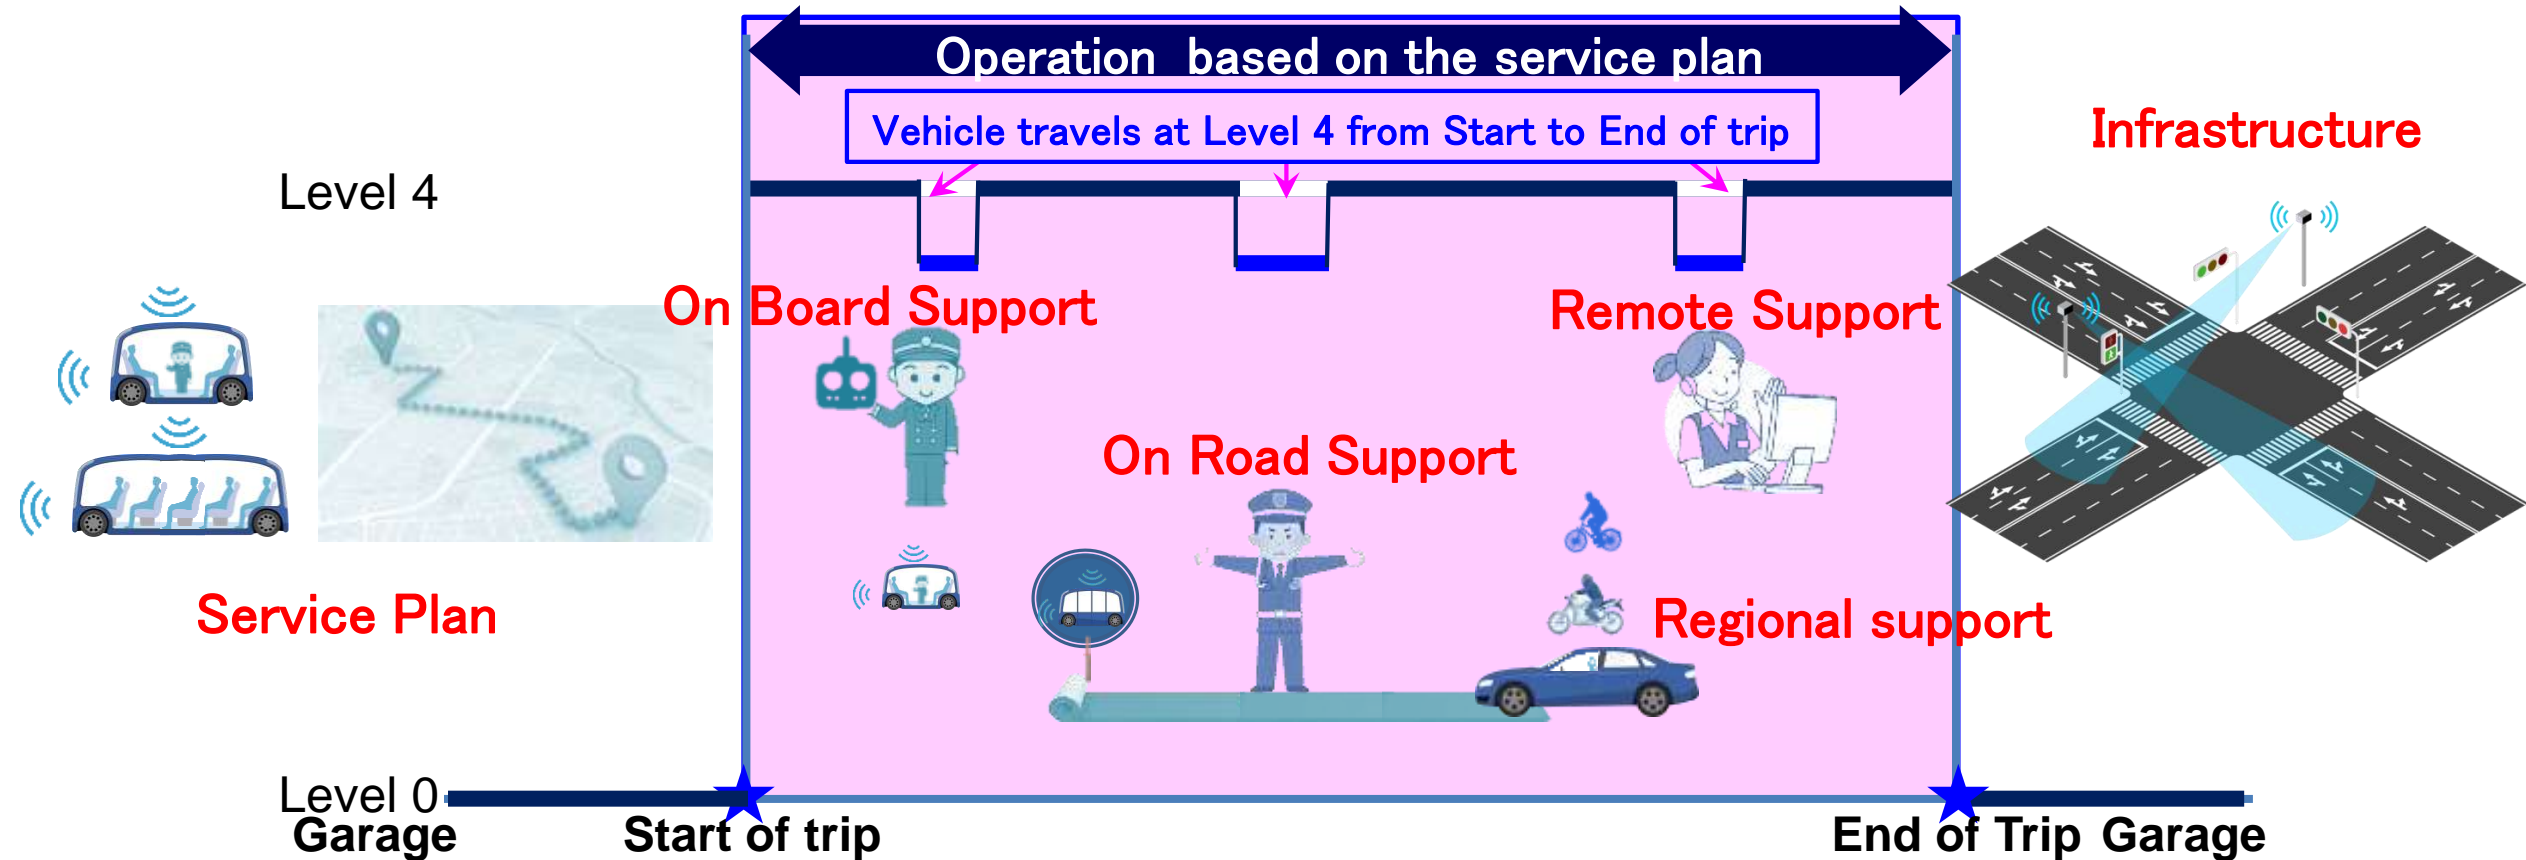 Operation based on the service plan
Vehicle travels at Level 4 from Start to End of trip
Infrastructure
Level 4
On Board Support
Remote Support
On Road Support
Service Plan
Regional support
Level 0
Garage
Start of trip
End of Trip
Garage